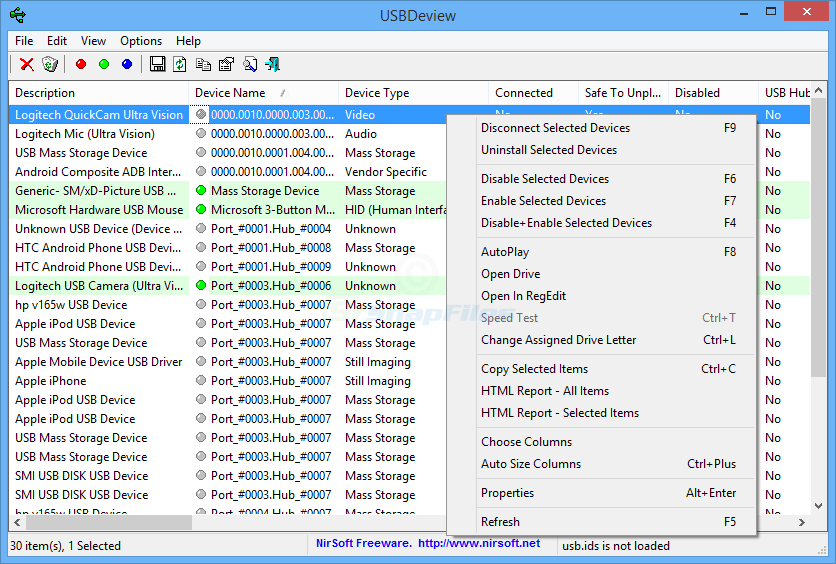 USBDeview
File Edit View Options Help
Description Device Name Device Type Connected Safe To Unpl... Disabled USB Hub
Logitech QuickCam Ultra Vision 0000.0010.0000.003.00... Video No Yes No No
Logitech Mic (Ultra Vision) 0000.0010.0000.003.00... Audio No
USB Mass Storage Device 0000.0010.0001.004.00... Mass Storage No
Android Composite ADB Inter... 0000.0010.0001.004.00... Vendor Specific No
Generic- SM/xD-Picture USB ... Mass Storage Device Mass Storage No
Microsoft Hardware USB Mouse Microsoft 3-Button M... HID (Human Interfa No
Unknown USB Device (Device ... Port_#0001.Hub_#0004 Unknown No
HTC Android Phone USB Devi... Port_#0001.Hub_#0008 Mass Storage No
HTC Android Phone USB Devi... Port_#0001.Hub_#0009 Unknown No
Logitech USB Camera (Ultra Vi... Port_#0003.Hub_#0006 Unknown No
hp v165w USB Device Port_#0003.Hub_#0007 Mass Storage No
Apple iPod USB Device Port_#0003.Hub_#0007 Mass Storage No
USB Mass Storage Device Port_#0003.Hub_#0007 Mass Storage No
Apple Mobile Device USB Driver Port_#0003.Hub_#0007 Still Imaging No
Apple iPhone Port_#0003.Hub_#0007 Still Imaging No
Apple iPod USB Device Port_#0003.Hub_#0007 Mass Storage No
Apple iPod USB Device Port_#0003.Hub_#0007 Mass Storage No
USB Mass Storage Device Port_#0003.Hub_#0007 Mass Storage No
USB Mass Storage Device Port_#0003.Hub_#0007 Mass Storage No
SMI USB DISK USB Device Port_#0003.Hub_#0007 Mass Storage No
SMI USB DISK USB Device Port_#0003.Hub_#0007 Mass Storage No
hp v165w USB Device Port_#0004.Hub_#0007 Mass Storage No
Disconnect Selected Devices F9
Uninstall Selected Devices
Disable Selected Devices F6
Enable Selected Devices F7
Disable+Enable Selected Devices F4
AutoPlay F8
Open Drive
Open In RegEdit
Speed Test Ctrl+T
Change Assigned Drive Letter Ctrl+L
Copy Selected Items Ctrl+C
HTML Report - All Items
HTML Report - Selected Items
Choose Columns
Auto Size Columns Ctrl+Plus
Properties Alt+Enter
Refresh F5
© SnapFiles
30 item(s), 1 Selected NirSoft Freeware. http://www.nirsoft.net usb.ids is not loaded